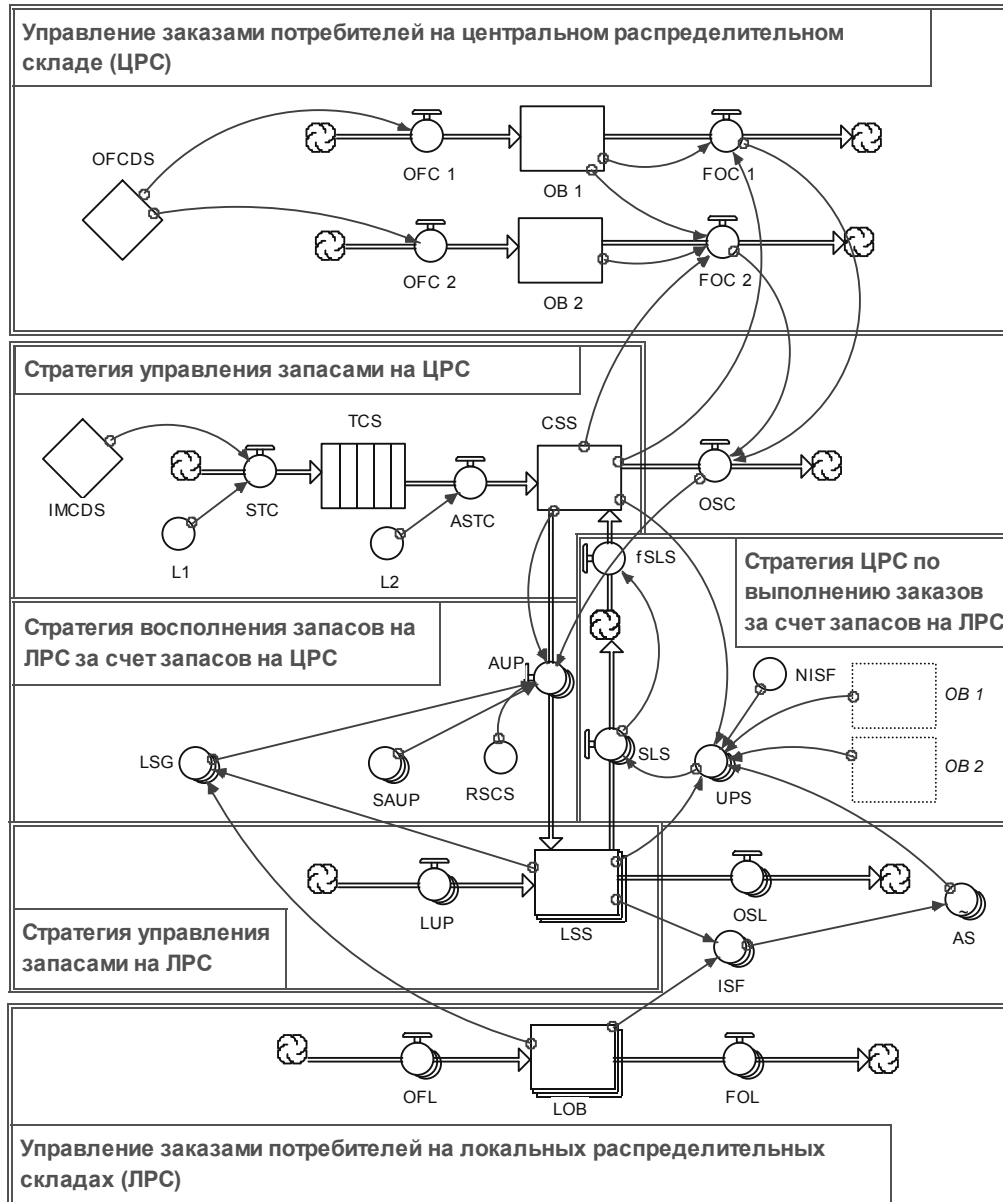 Управление заказами потребителей на центральном распределительном
складе (ЦРС)
OFCDS
OFC 1
OB 1
FOC 1
OFC 2
OB 2
FOC 2
Стратегия управления запасами на ЦРС
TCS
CSS
IMCDS
STC
ASTC
OSC
L1
L2
fSLS
Стратегия ЦРС по
выполнению заказов
за счет запасов на ЛРС
Стратегия восполнения запасов на
ЛРС за счет запасов на ЦРС
AUP
NISF
OB 1
LSG
SAUP
RSCS
SLS
UPS
OB 2
LUP
LSS
OSL
AS
Стратегия управления
запасами на ЛРС
ISF
OFL
LOB
FOL
Управление заказами потребителей на локальных распределительных
складах (ЛРС)